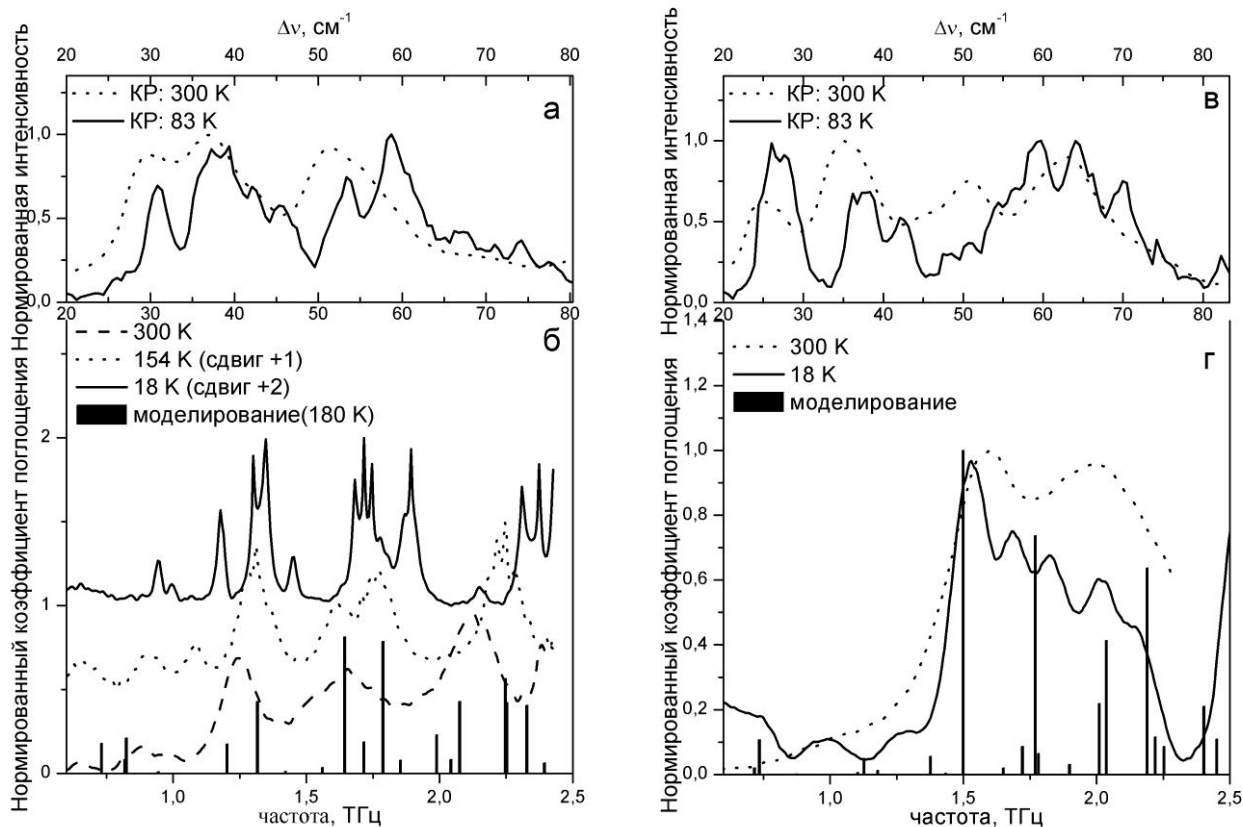 Δν, см⁻¹
20 30 40 50 60 70 80
Нормированная интенсивность
КР: 300 К
КР: 83 К
а
1,0
0,5
0,0
20 30 40 50 60 70 80
Нормированный коэффициент поглощения
300 К
154 К (сдвиг +1)
18 К (сдвиг +2)
моделирование(180 К)
б
2
1
0
1,0 1,5 2,0 2,5
частота, ТГц
Δν, см⁻¹
20 30 40 50 60 70 80
Нормированная интенсивность
КР: 300 К
КР: 83 К
в
1,0
0,5
0,0
20 30 40 50 60 70 80
Нормированный коэффициент поглощения
300 К
18 К
моделирование
г
1,4
1,2
1,0
0,8
0,6
0,4
0,2
0,0
1,0 1,5 2,0 2,5
частота, ТГц